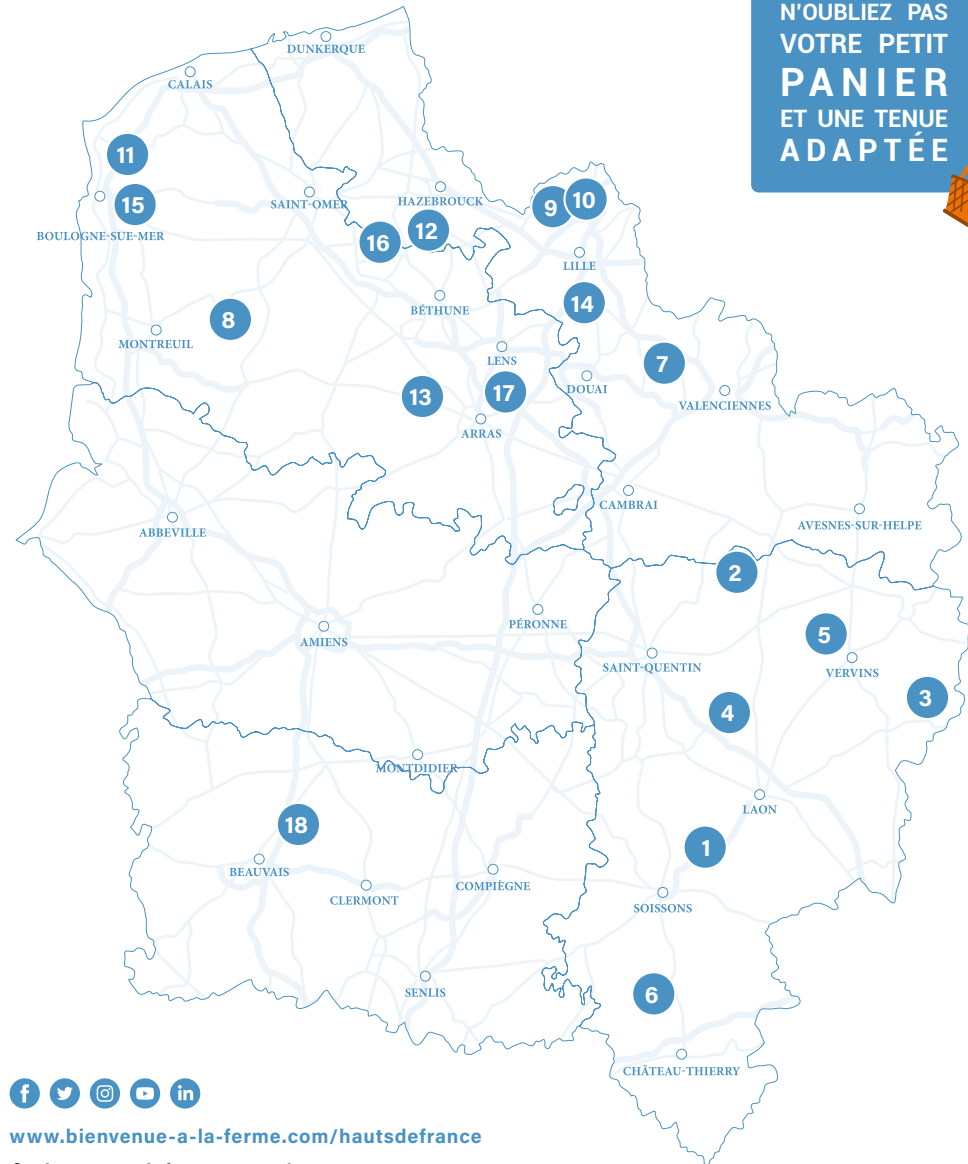 N'OUBLIEZ PAS
VOTRE PETIT
PANIER
ET UNE TENUE
ADAPTÉE
DUNKERQUE
CALAIS
11
SAINT-OMER
HAZEBROUCK
9
10
15
BOULOGNE-SUE-MER
16
12
LILLE
BÉTHUNE
14
8
MONTREUIL
LENS
7
DOUAI
13
17
VALENCIENNES
ARRAS
CAMBRAI
ABBEVILLE
AVESNES-SUR-HELPE
2
PÉRONNE
AMIENS
5
SAINT-QUENTIN
VERVINS
3
4
MONTDIDIER
LAON
18
1
BEAUVAIS
COMPIÈGNE
CLERMONT
SOISSONS
SENLIS
6
CHÂTEAU-THIERRY
f
in
www.bienvenue-a-la-ferme.com/hautsdefrance